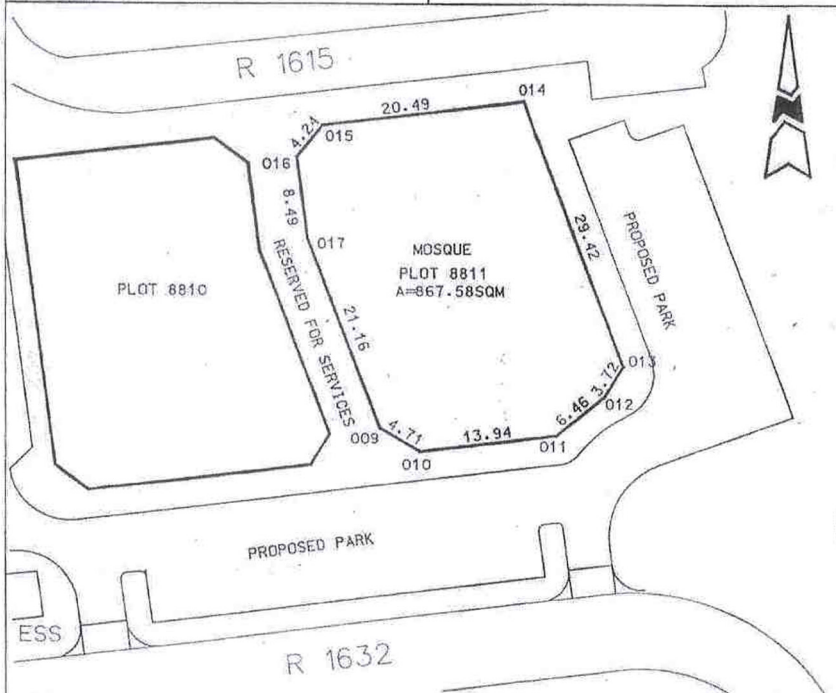 R 1615
014
20.49
4.24
015
016
8.49
017
MOSQUE
29.42
PROPOSED PARK
PLOT 8811
PLOT 8810
A=867.58SQM
RESERVED FOR SERVICES
21.16
013
3.72
012
6.46
009
4.71
13.94
011
010
PROPOSED PARK
ESS
R 1632